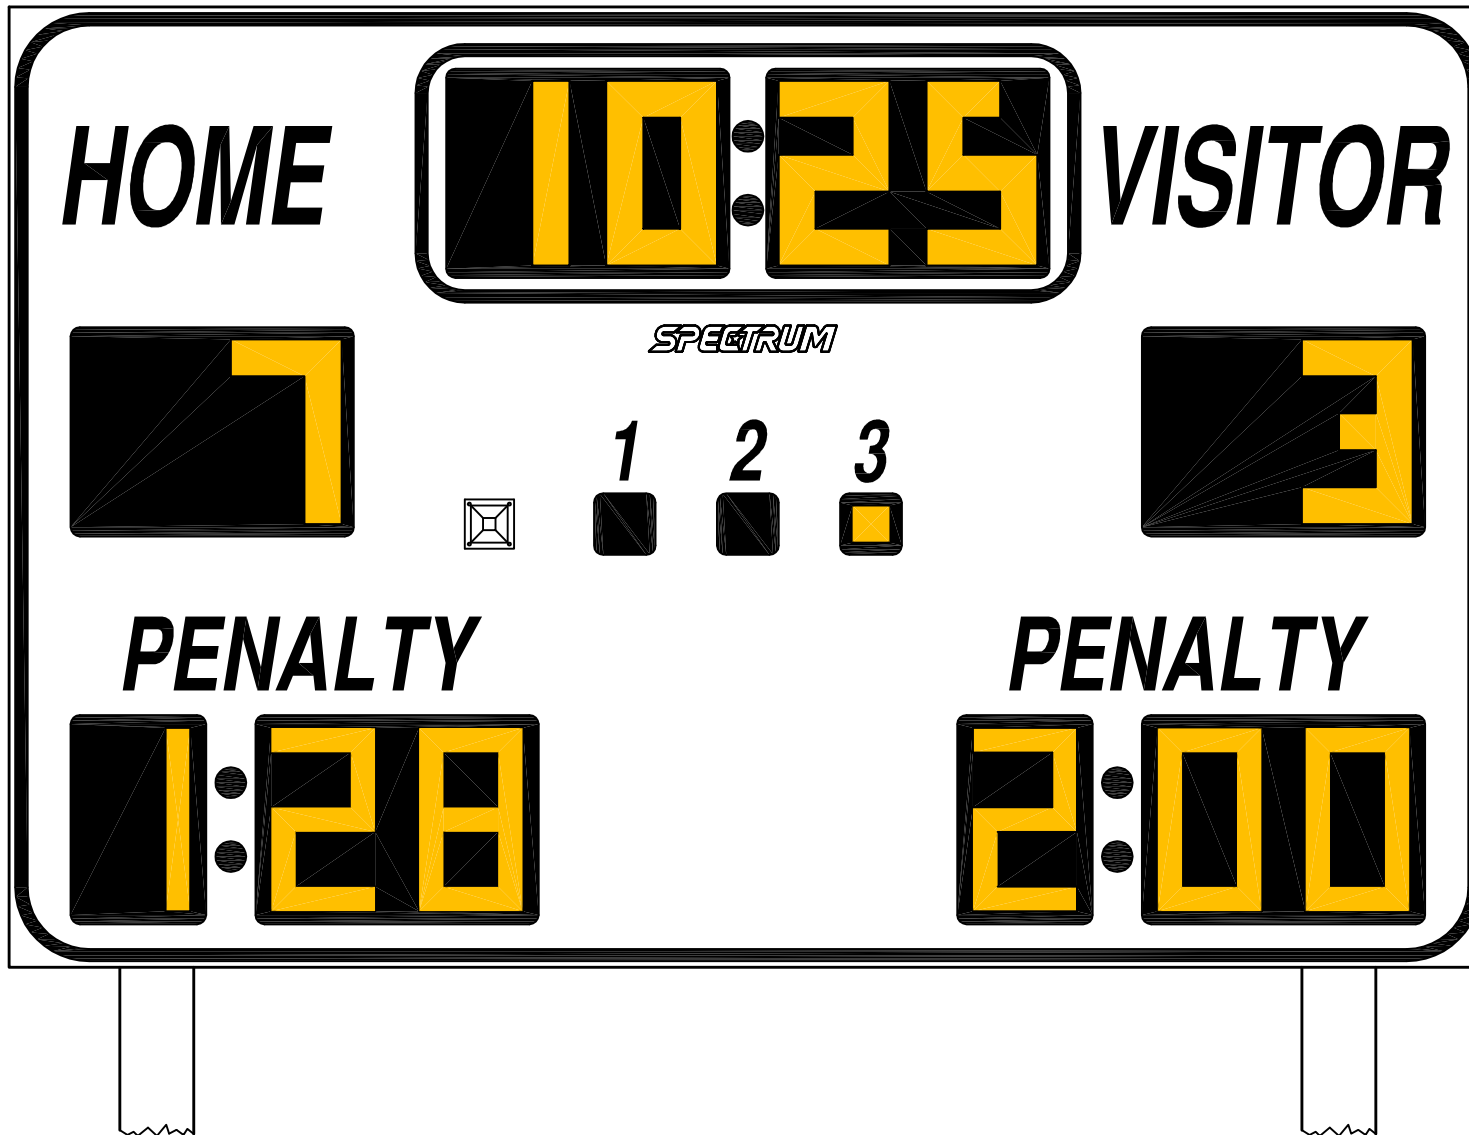 HOME 10:25 VISITOR
SPECTRUM
7 3
1 2 3
PENALTY PENALTY
1:28 2:00